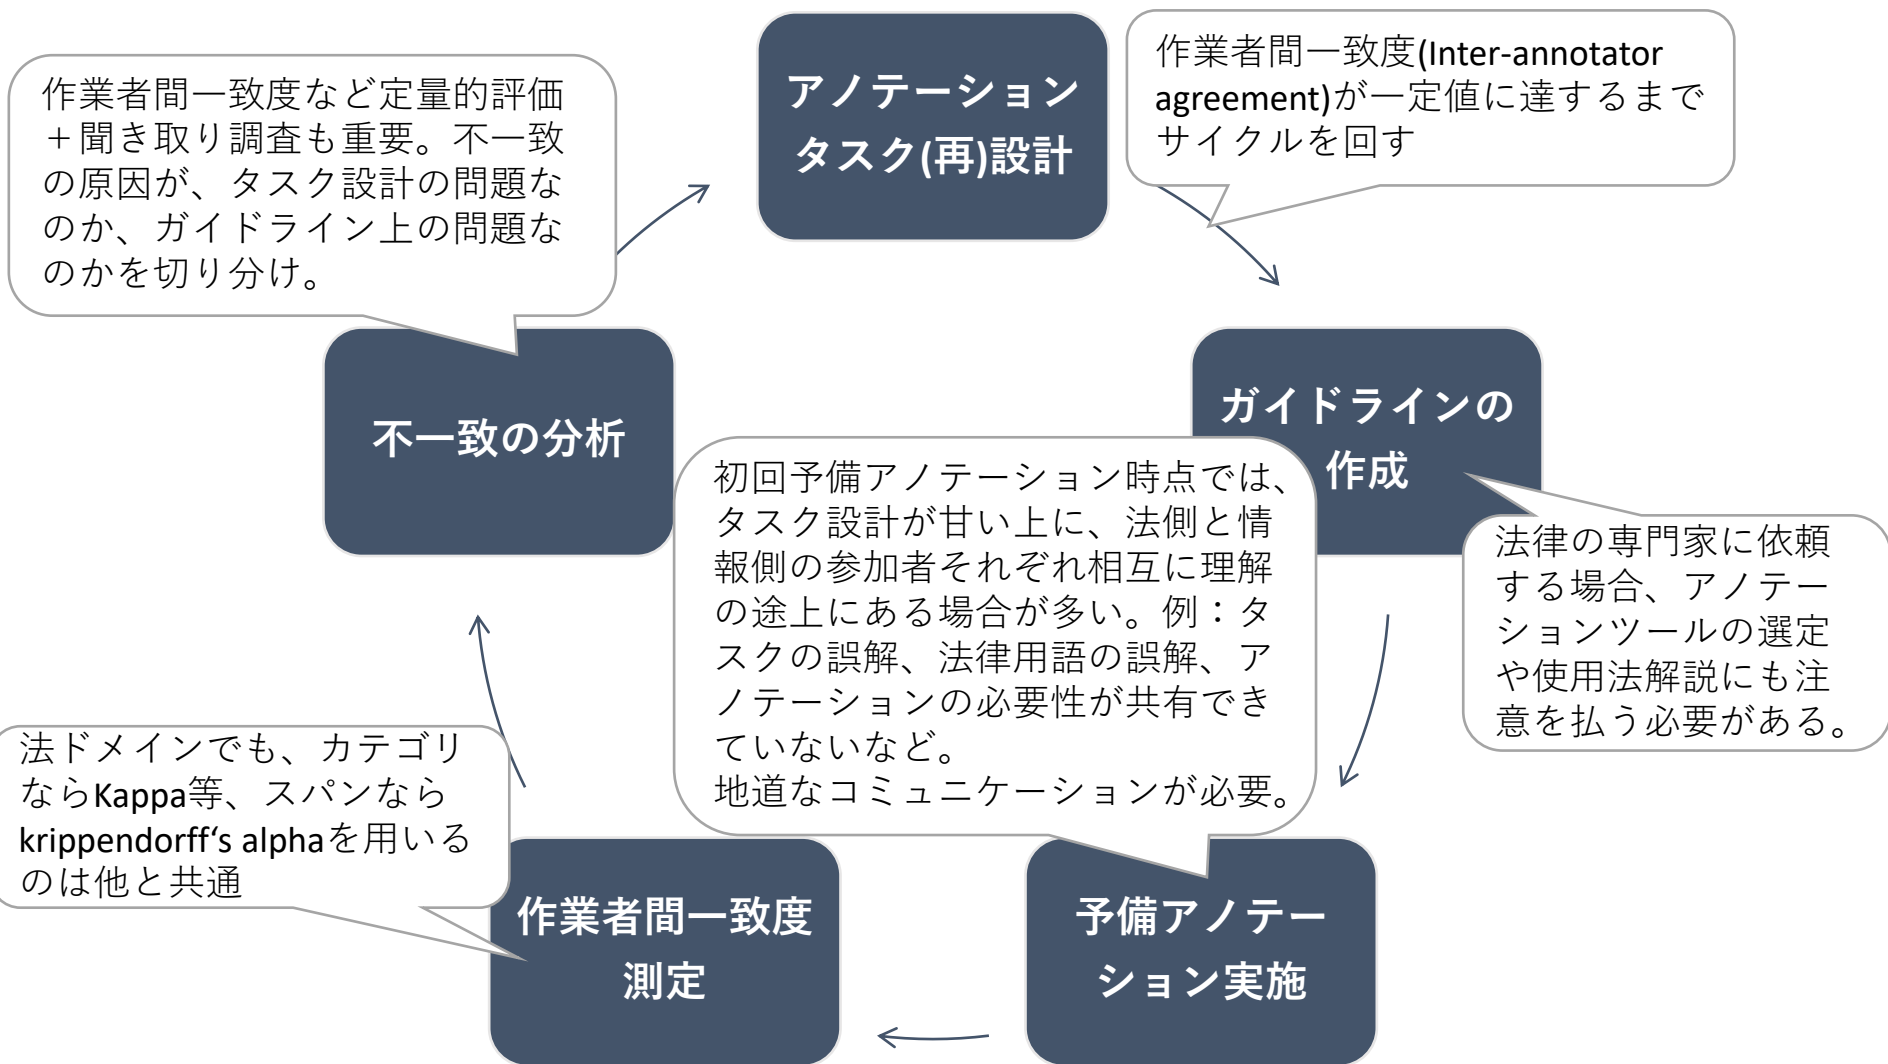 アノテーション
タスク(再)設計
作業者間一致度(Inter-annotator
agreement)が一定値に達するまで
サイクルを回す
ガイドラインの
作成
法律の専門家に依頼
する場合、アノテー
ションツールの選定
や使用法解説にも注
意を払う必要がある。
予備アノテー
ション実施
初回予備アノテーション時点では、
タスク設計が甘い上に、法側と情
報側の参加者それぞれ相互に理解
の途上にある場合が多い。例：タ
スクの誤解、法律用語の誤解、ア
ノテーションの必要性が共有でき
ていないなど。
地道なコミュニケーションが必要。
作業者間一致度
測定
法ドメインでも、カテゴリ
ならKappa等、スパンなら
krippendorff‘s alphaを用いる
のは他と共通
不一致の分析
作業者間一致度など定量的評価
＋聞き取り調査も重要。不一致
の原因が、タスク設計の問題な
のか、ガイドライン上の問題な
のかを切り分け。